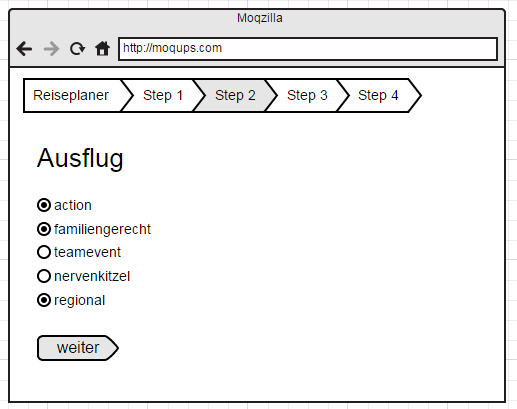 Moqzilla
http://moqups.com
Reiseplaner Step 1 Step 2 Step 3 Step 4
Ausflug
action
familiengerecht
teamevent
nervenkitzel
regional
weiter